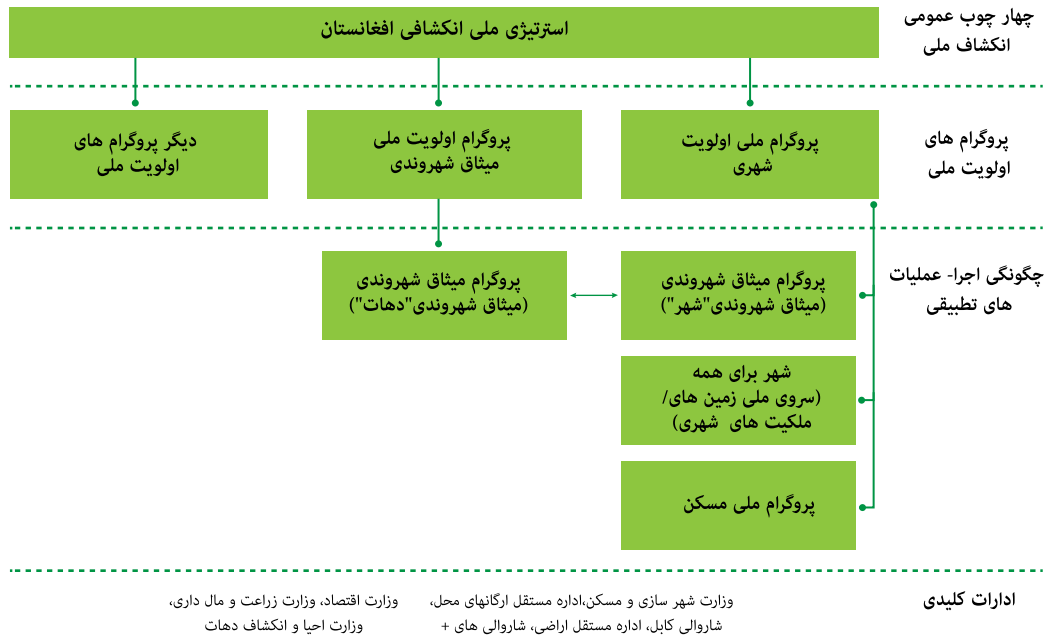 چهار چوب عمومی
انکشاف ملی
استرتیژی ملی انکشافی افغانستان
پروگرام های
اولویت ملی
پروگرام ملی اولویت
شهری
پروگرام اولویت ملی
میثاق شهروندی
دیگر پروگرام های
اولویت ملی
چگونگی اجرا- عملیات
های تطبیقی
پروگرام میثاق شهروندی
(میثاق شهروندی"شهر")
پروگرام میثاق شهروندی
(میثاق شهروندی"دهات")
شهر برای همه
(سروی ملی زمین های/
ملکیت های شهری)
پروگرام ملی مسکن
ادارات کلیدی
وزارت شهر سازی و مسکن،اداره مستقل ارگانهای محل،
شاروالی کابل، اداره مستقل اراضی، شاروالی های +
وزارت اقتصاد، وزارت زراعت و مال داری،
وزارت احیا و انکشاف دهات